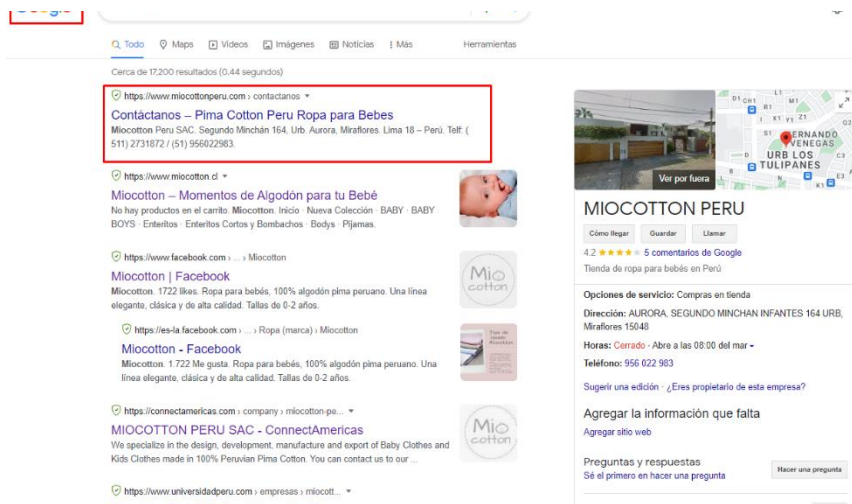 Todo Maps Videos Imágenes Noticias Más Herramientas
Cerca de 17,200 resultados (0.44 segundos)
https://www.miocottonperu.com › contactanos
Contáctanos – Pima Cotton Peru Ropa para Bebes
Miocotton Peru SAC. Segundo Minchán 164, Urb. Aurora, Miraflores. Lima 18 – Perú. Telf: (
511) 2731872 / (51) 956022983.
https://www.miocotton.cl
Miocotton – Momentos de Algodón para tu Bebé
No hay productos en el carrito. Miocotton. Inicio · Nueva Colección · BABY · BABY
BOYS · Enteritos · Enteritos Cortos y Bombachos · Bodys · Pijamas.
https://www.facebook.com › ... › Miocotton
Miocotton | Facebook
Miocotton. 1722 likes. Ropa para bebés, 100% algodón pima peruano. Una línea
elegante, clásica y de alta calidad. Tallas de 0-2 años.
Mio
cotton
https://es-la.facebook.com › ... › Ropa (marca) › Miocotton
Miocotton - Facebook
Miocotton. 1.722 Me gusta. Ropa para bebés, 100% algodón pima peruano. Una
línea elegante, clásica y de alta calidad. Tallas de 0-2 años.
https://connectamericas.com › company › miocotton-pe...
MIOCOTTON PERU SAC - ConnectAmericas
We specialize in the design, development, manufacture and export of Baby Clothes and
Kids Clothes made in 100% Peruvian Pima Cotton. You can contact us to our ...
Mio
cotton
https://www.universidadperu.com › empresas › miocott...
Ver por fuera
FERNANDO
VENEGAS
URB LOS
TULIPANES
MIOCOTTON PERU
Cómo llegar Guardar Llamar
4.2 5 comentarios de Google
Tienda de ropa para bebés en Perú
Opciones de servicio: Compras en tienda
Dirección: AURORA, SEGUNDO MINCHAN INFANTES 164 URB,
Miraflores 15048
Horas: Cerrado · Abre a las 08:00 del mar
Teléfono: 956 022 983
Sugerir una edición · ¿Eres propietario de esta empresa?
Agregar la información que falta
Agregar sitio web
Preguntas y respuestas
Sé el primero en hacer una pregunta
Hacer una pregunta